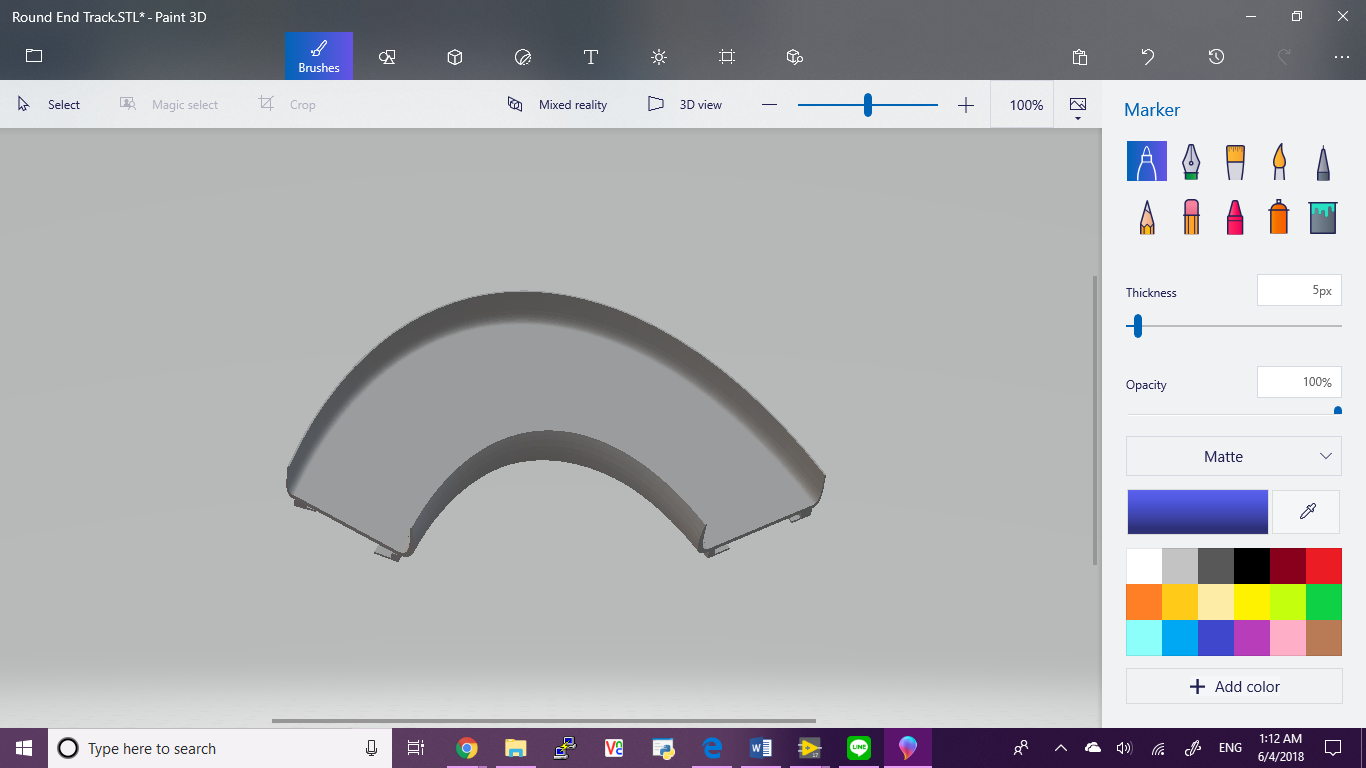 Round End Track.STL* - Paint 3D
Brushes
Select
Magic select
Crop
Mixed reality
3D view
100%
Marker
Thickness
5px
Opacity
100%
Matte
Add color
Type here to search
ENG
1:12 AM
6/4/2018